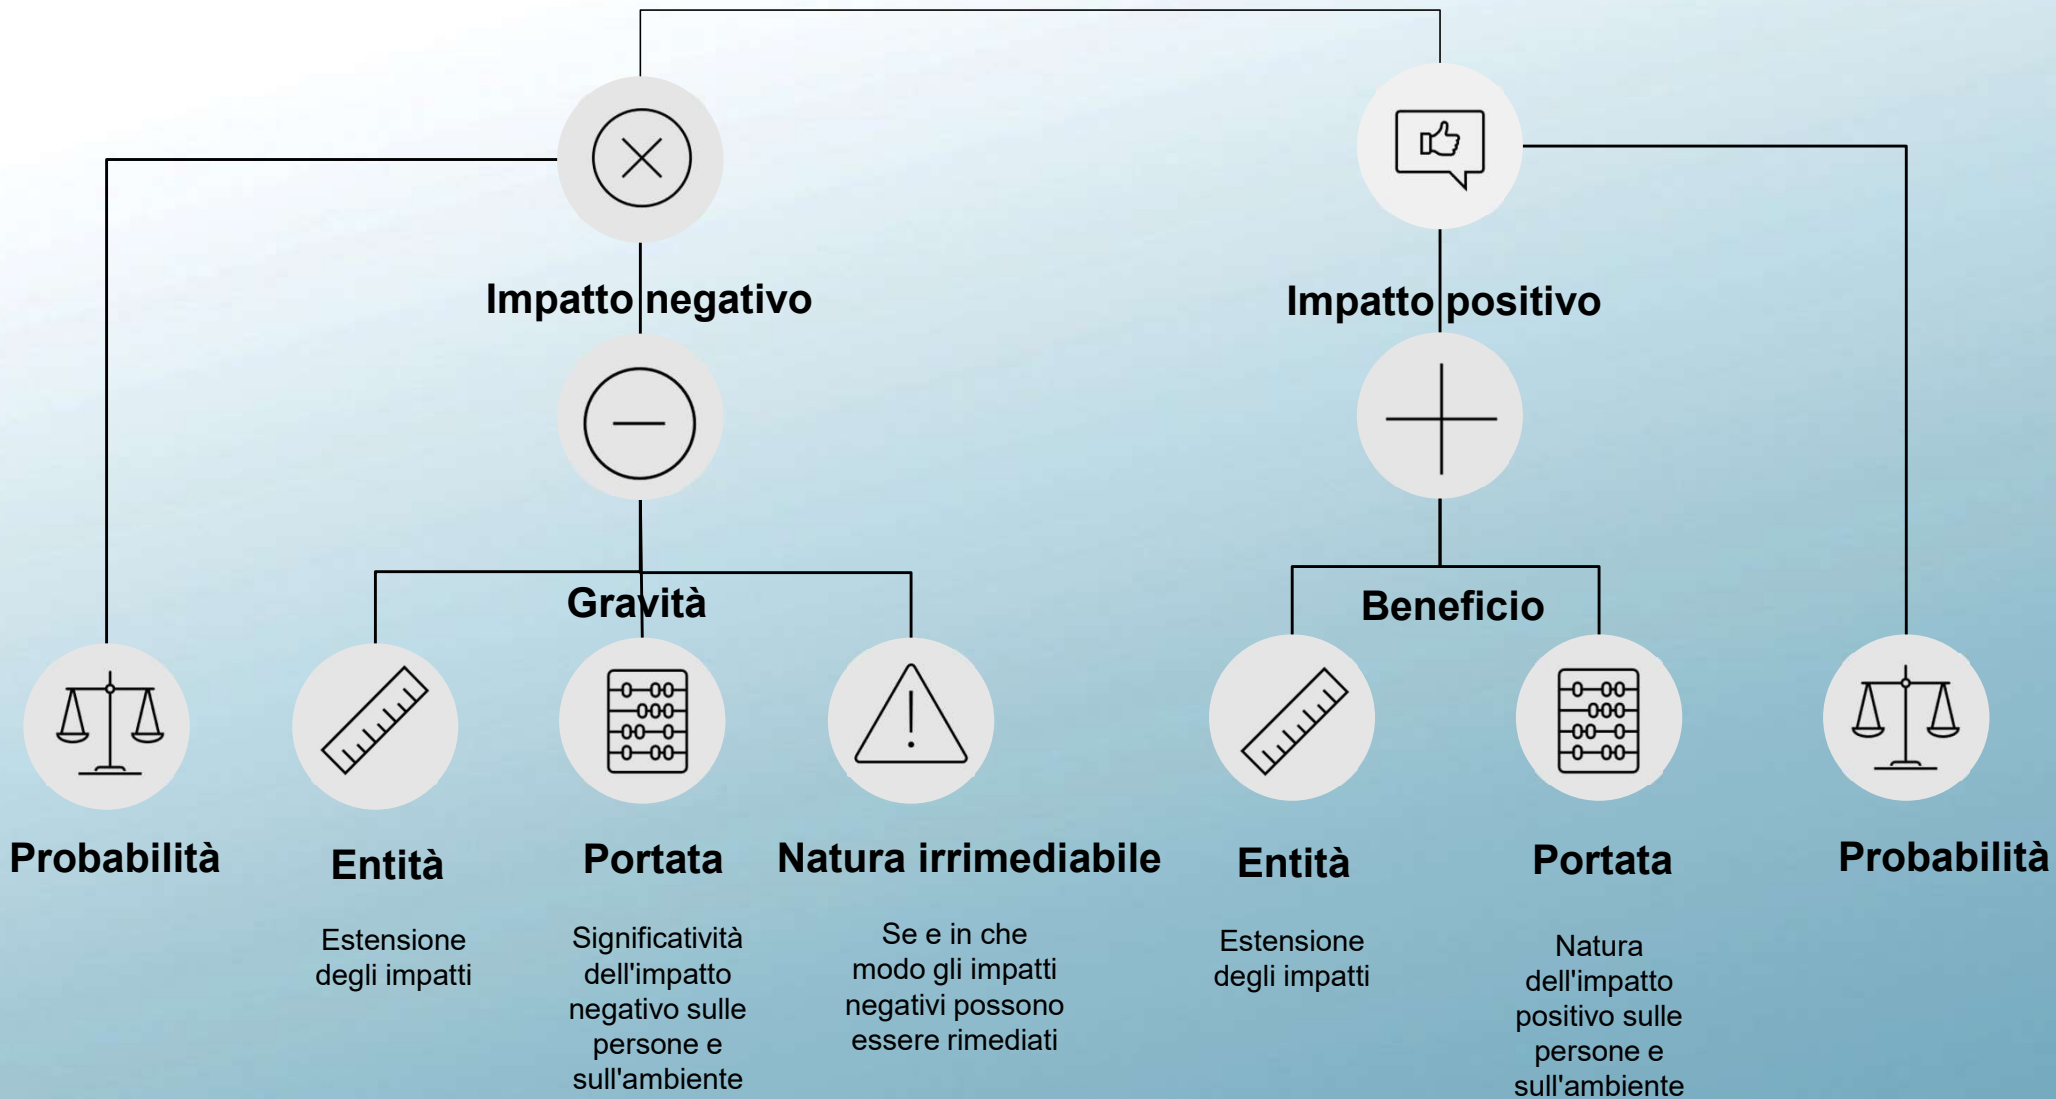 Impatto negativo
Impatto positivo
Gravità
Beneficio
Probabilità
Entità
Estensione
degli impatti
Portata
Significatività
dell'impatto
negativo sulle
persone e
sull'ambiente
Natura irrimediabile
Se e in che
modo gli impatti
negativi possono
essere rimediati
Entità
Estensione
degli impatti
Portata
Natura
dell'impatto
positivo sulle
persone e
sull'ambiente
Probabilità